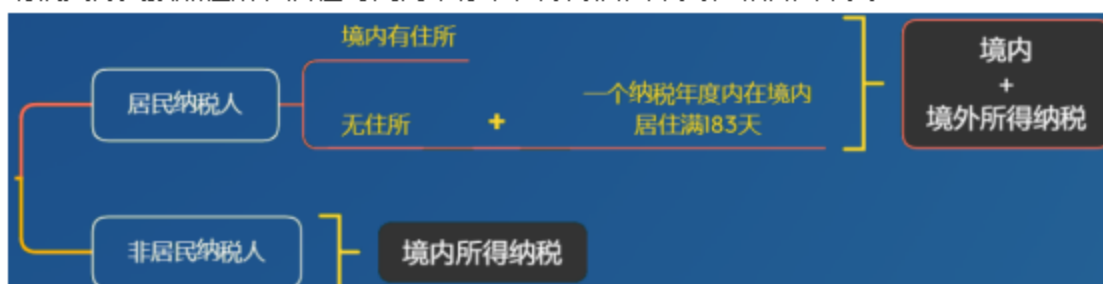 境内有住所
居民纳税人
无住所
+
一个纳税年度内在境内
居住满183天
境内
+
境外所得纳税
非居民纳税人
境内所得纳税